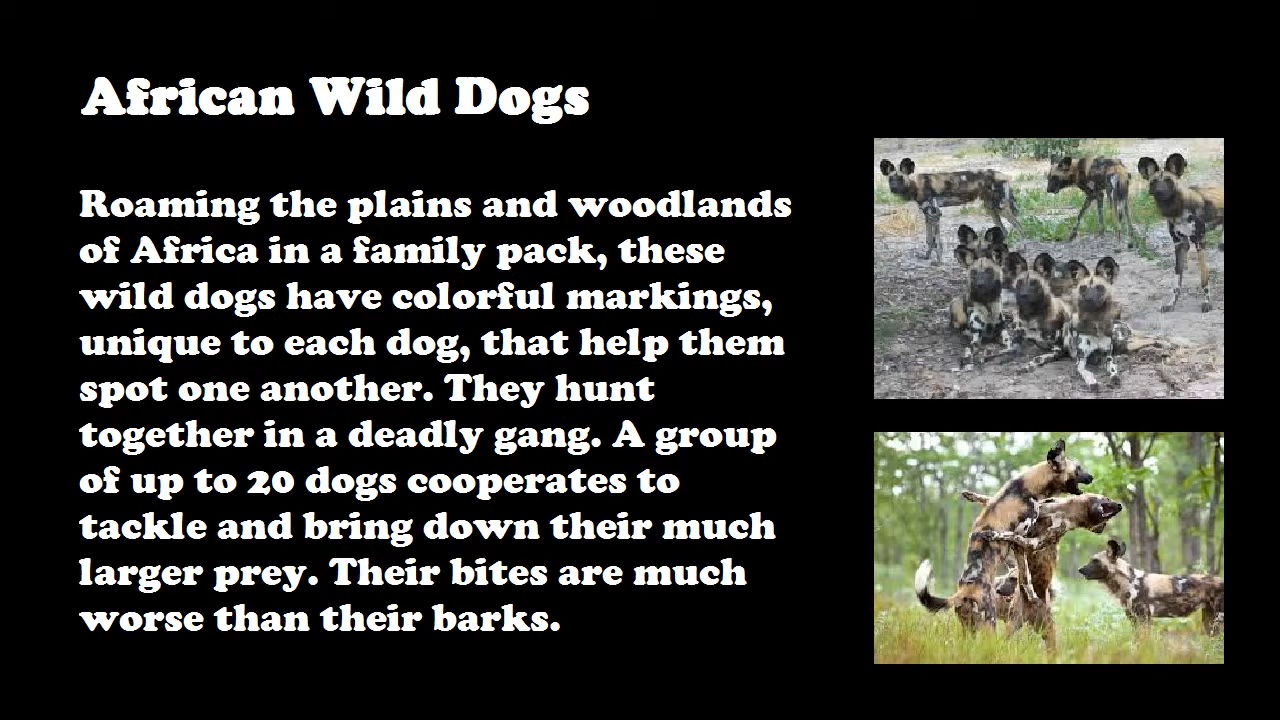 African Wild Dogs
Roaming the plains and woodlands
of Africa in a family pack, these
wild dogs have colorful markings,
unique to each dog, that help them
spot one another. They hunt
together in a deadly gang. A group
of up to 20 dogs cooperates to
tackle and bring down their much
larger prey. Their bites are much
worse than their barks.